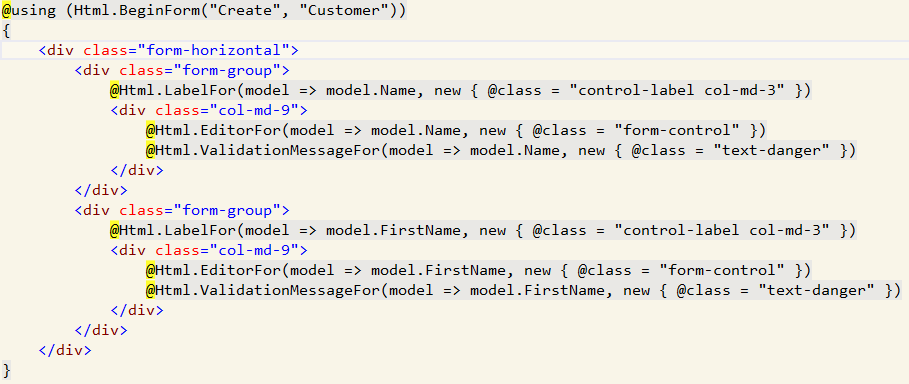 @using (Html.BeginForm("Create", "Customer"))
{
    <div class="form-horizontal">
        <div class="form-group">
            @Html.LabelFor(model => model.Name, new { @class = "control-label col-md-3" })
            <div class="col-md-9">
                @Html.EditorFor(model => model.Name, new { @class = "form-control" })
                @Html.ValidationMessageFor(model => model.Name, new { @class = "text-danger" })
            </div>
        </div>
        <div class="form-group">
            @Html.LabelFor(model => model.FirstName, new { @class = "control-label col-md-3" })
            <div class="col-md-9">
                @Html.EditorFor(model => model.FirstName, new { @class = "form-control" })
                @Html.ValidationMessageFor(model => model.FirstName, new { @class = "text-danger" })
            </div>
        </div>
    </div>
}